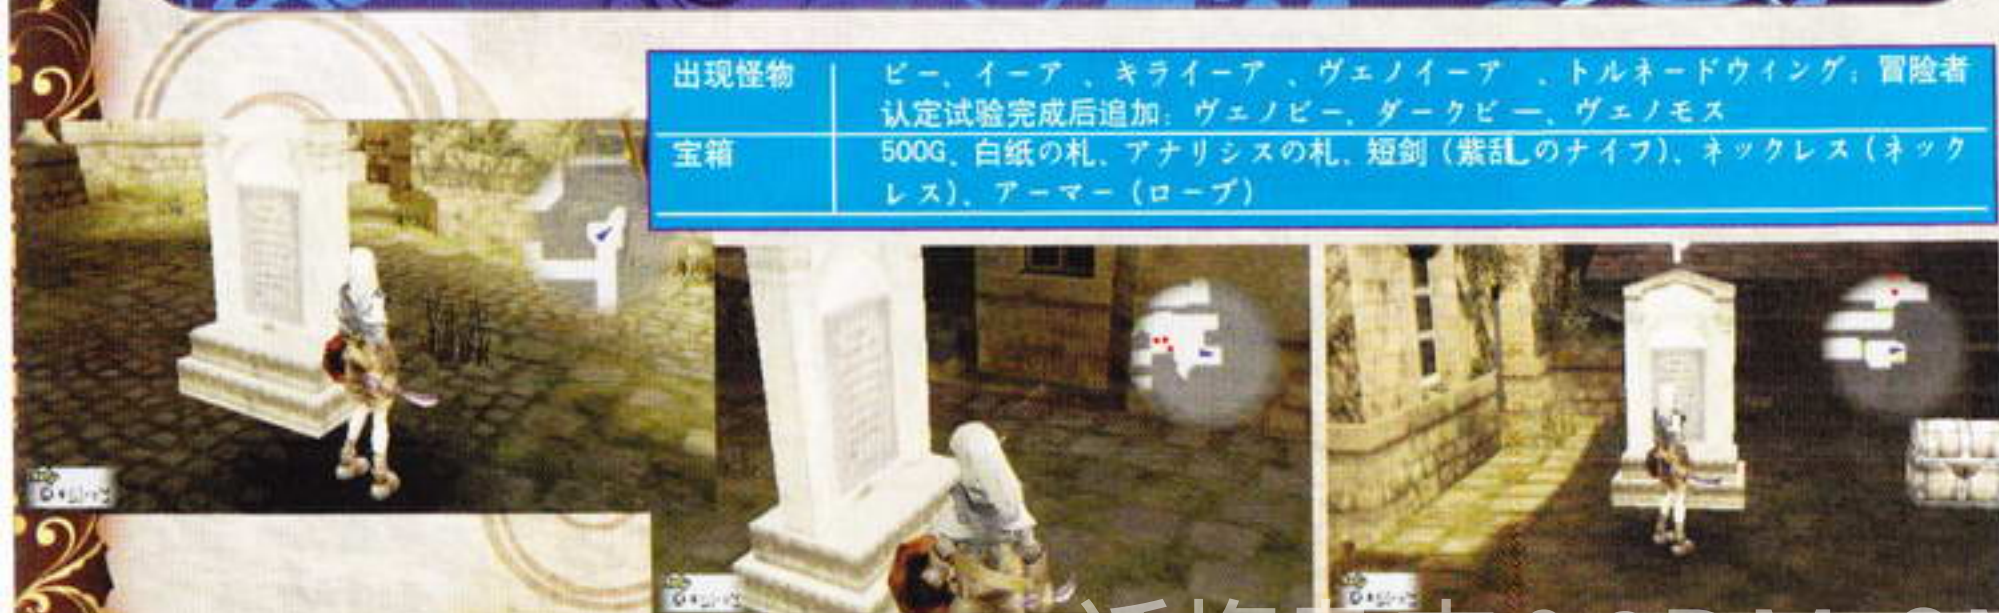 出现怪物 ビー、イーア 、キライーア 、ヴェノイーア 、トルネードウィング；冒险者
认定试验完成后追加：ヴェノビー、ダークビー、ヴェノモス
宝箱 500G、白纸の札、アナリシスの札、短剑（紫乱しのナイフ）、ネックレス（ネック
レス）、アーマー（ローブ）